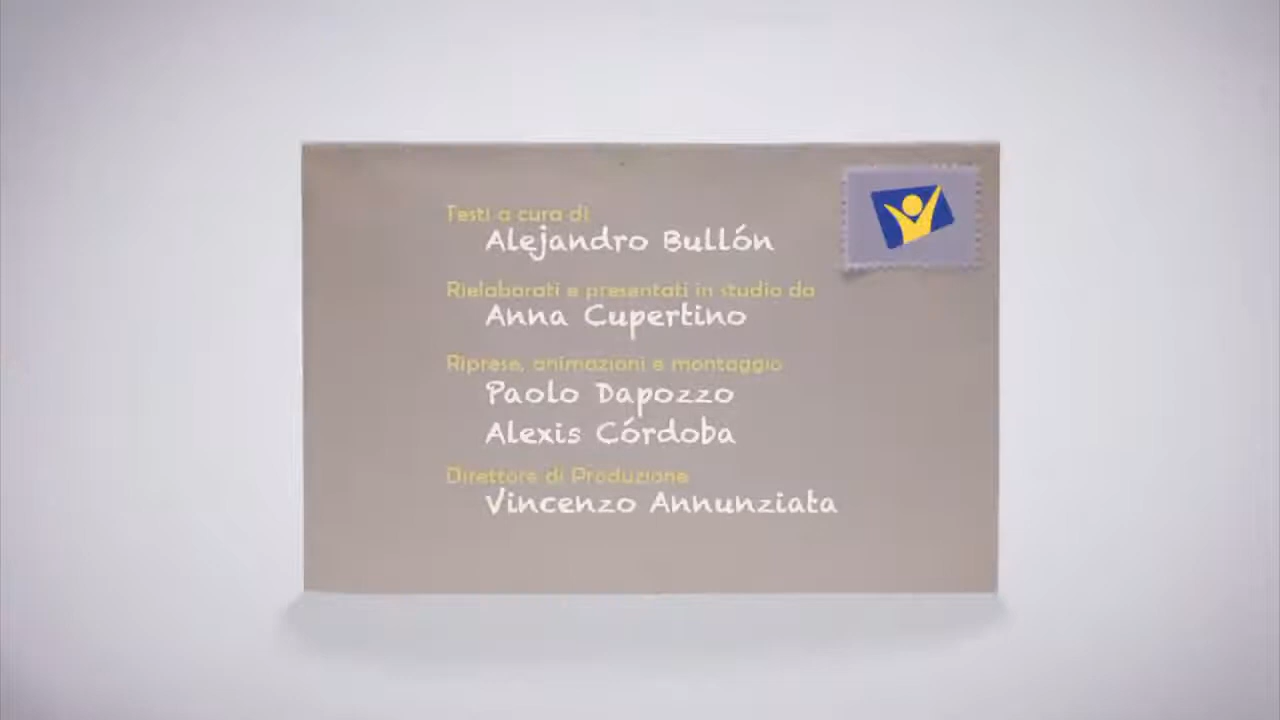 Testi a cura di
Alejandro Bullón
Rielaborati e presentati in studio da
Anna Cupertino
Riprese, animazioni e montaggio
Paolo Dapozzo
Alexis Córdoba
Direttore di Produzione
Vincenzo Annunziata